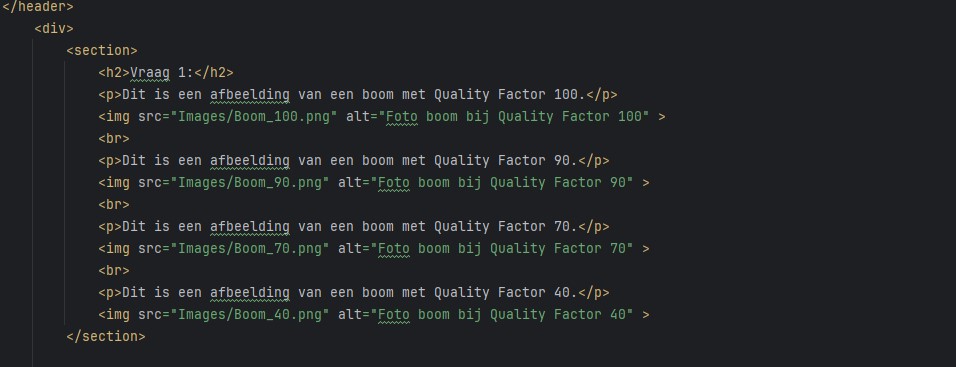 </header>
<div>
<section>
<h2>Vraag 1:</h2>
<p>Dit is een afbeelding van een boom met Quality Factor 100.</p>
<img src="Images/Boom_100.png" alt="Foto boom bij Quality Factor 100" >
<br>
<p>Dit is een afbeelding van een boom met Quality Factor 90.</p>
<img src="Images/Boom_90.png" alt="Foto boom bij Quality Factor 90" >
<br>
<p>Dit is een afbeelding van een boom met Quality Factor 70.</p>
<img src="Images/Boom_70.png" alt="Foto boom bij Quality Factor 70" >
<br>
<p>Dit is een afbeelding van een boom met Quality Factor 40.</p>
<img src="Images/Boom_40.png" alt="Foto boom bij Quality Factor 40" >
</section>